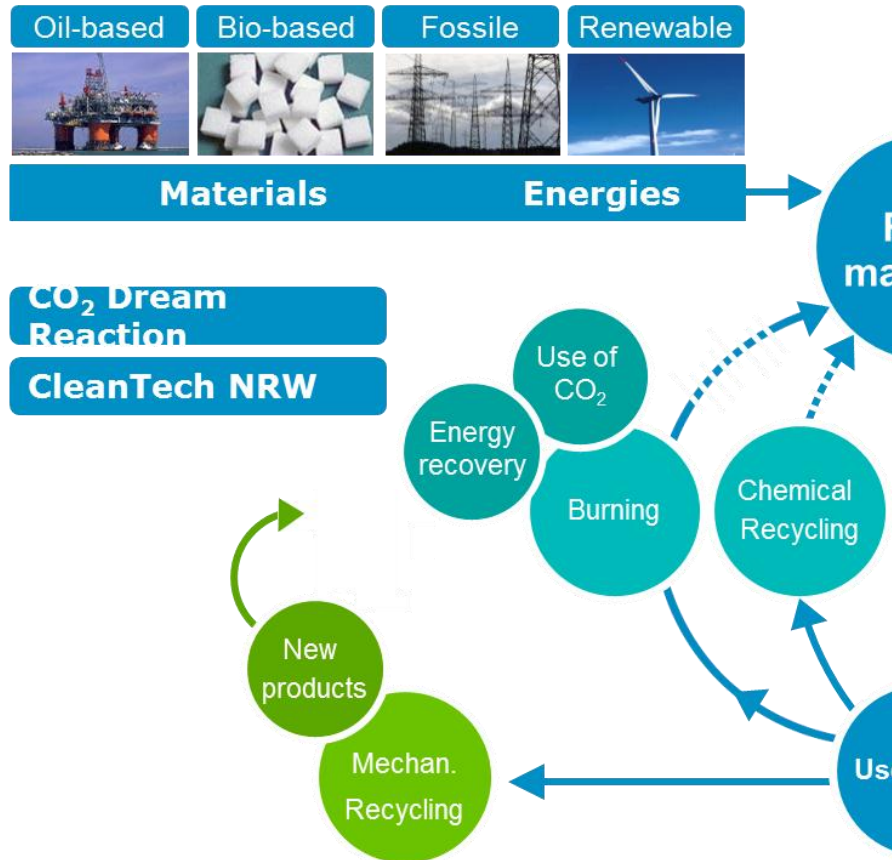 Oil-based
Bio-based
Fossile
Renewable
Materials
Energies
CO₂ Dream
Reaction
CleanTech NRW
Use of
CO₂
Energy
recovery
Burning
Chemical
Recycling
New
products
Mechan.
Recycling